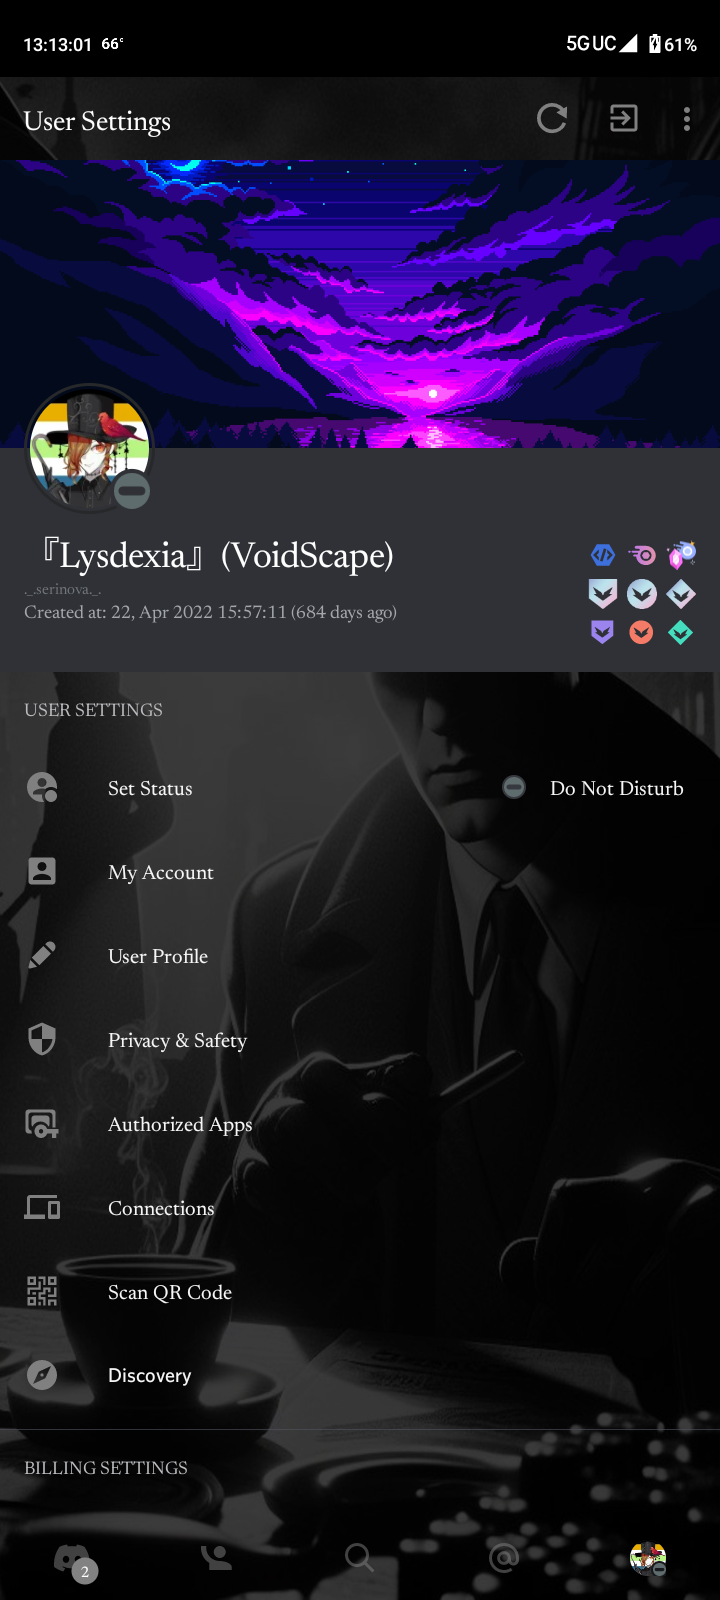 13:13:01 66°
5G UC 61%
User Settings
『Lysdexia』 (VoidScape)
._.serinova._.
Created at: 22, Apr 2022 15:57:11 (684 days ago)
USER SETTINGS
Set Status
Do Not Disturb
My Account
User Profile
Privacy & Safety
Authorized Apps
Connections
Scan QR Code
Discovery
BILLING SETTINGS
2